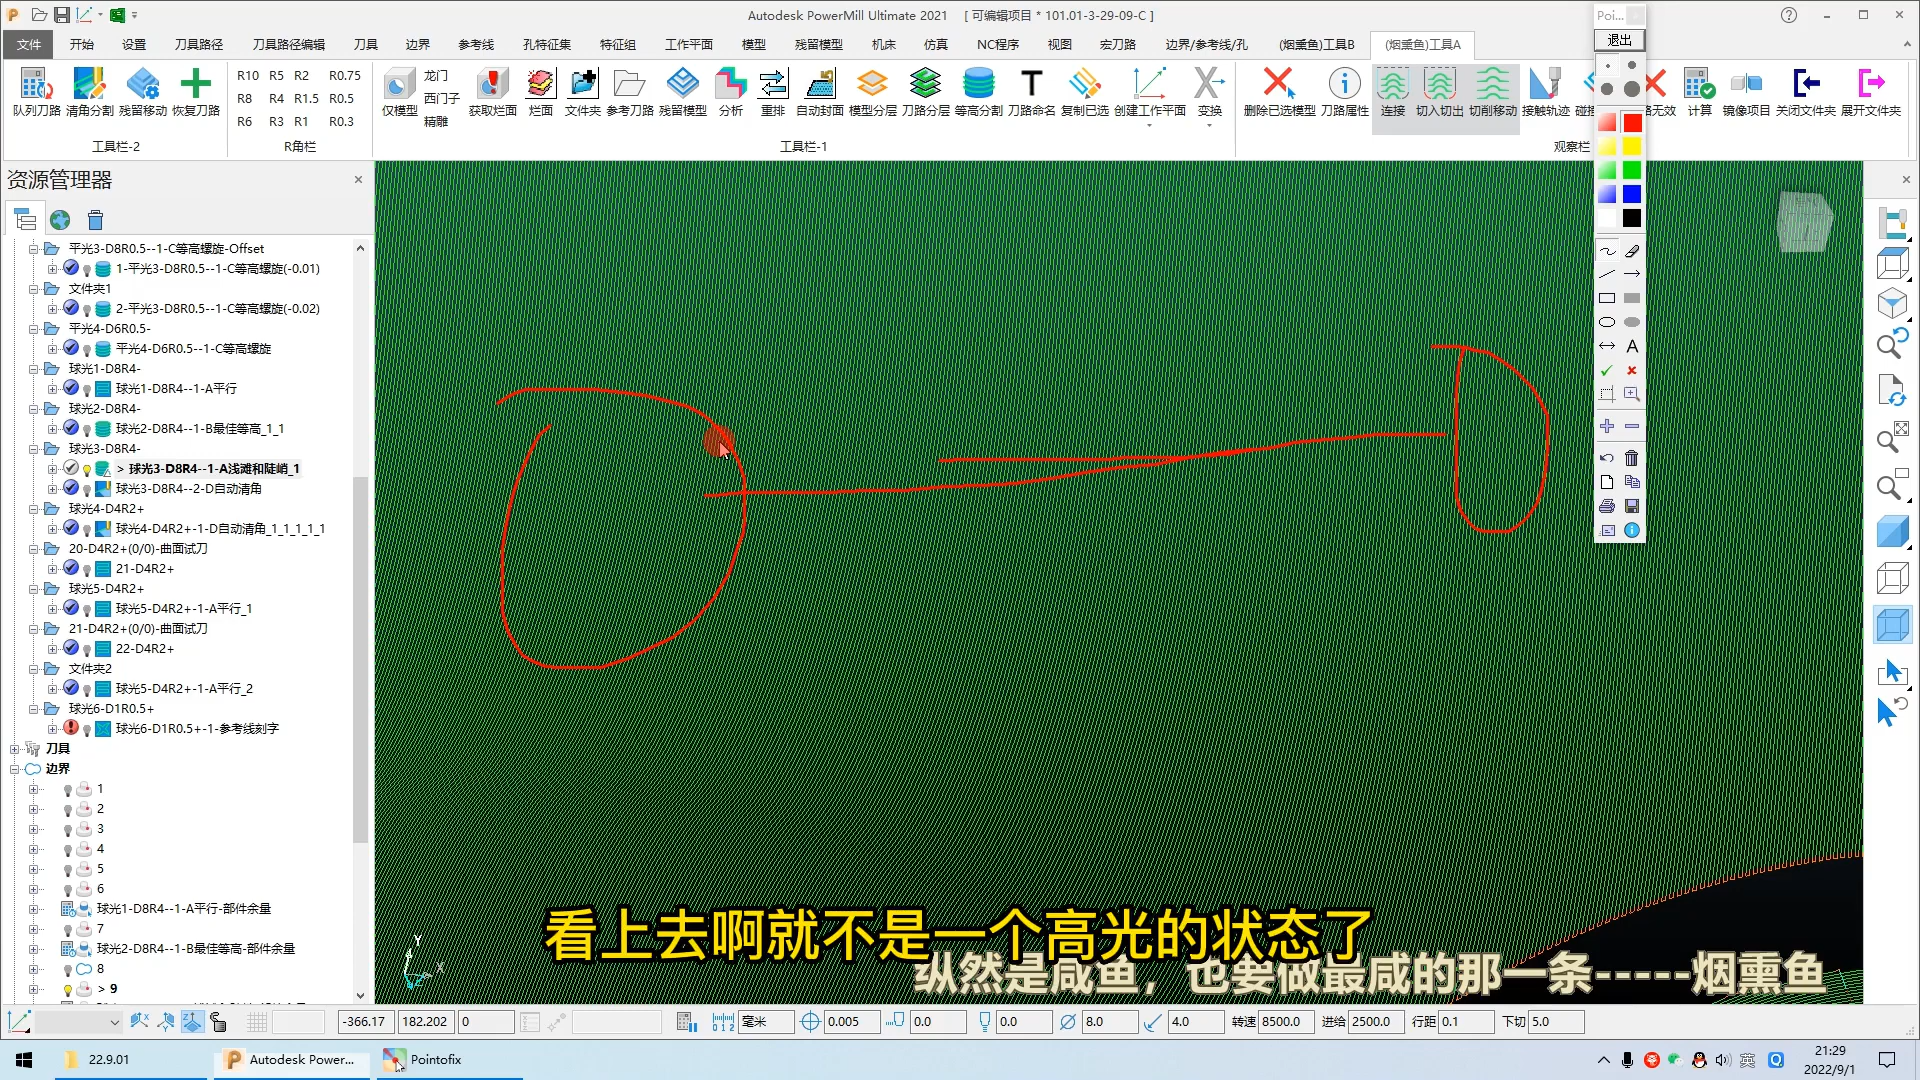 Autodesk PowerMill Ultimate 2021 [ 可编辑项目 * 101.01-3-29-09-C ]
Poi...
退出
文件 开始 设置 刀具路径 刀具路径编辑 刀具 边界 参考线 孔特征集 特征组 工作平面 模型 残留模型 机床 仿真 NC程序 视图 宏刀路 边界/参考线/孔 (烟熏鱼)工具B (烟熏鱼)工具A
R10 R5 R2 R0.75
R8 R4 R1.5 R0.5
R6 R3 R1 R0.3
龙门
西门子
精雕
队列刀路 清角分割 残留移动 恢复刀路 仅模型 获取烂面 烂面 文件夹 参考刀路 残留模型 分析 重排 自动封面 模型分层 刀路分层 等高分割 刀路命名 复制已选 创建工作平面 变换 删除已选模型 刀路属性 连接 切入切出 切削移动 接触轨迹 计算 镜像项目 关闭文件夹 展开文件夹
工具栏-2 R角栏 工具栏-1 观察栏
资源管理器
平光3-D8R0.5--1-C等高螺旋-Offset
1-平光3-D8R0.5--1-C等高螺旋(-0.01)
文件夹1
2-平光3-D8R0.5--1-C等高螺旋(-0.02)
平光4-D6R0.5-
平光4-D6R0.5--1-C等高螺旋
球光1-D8R4-
球光1-D8R4--1-A平行
球光2-D8R4-
球光2-D8R4--1-B最佳等高_1_1
球光3-D8R4-
> 球光3-D8R4--1-A浅滩和陡峭_1
球光3-D8R4--2-D自动清角
球光4-D4R2+
球光4-D4R2+-1-D自动清角_1_1_1_1_1
20-D4R2+(0/0)-曲面试刀
21-D4R2+
球光5-D4R2+
球光5-D4R2+-1-A平行_1
21-D4R2+(0/0)-曲面试刀
22-D4R2+
文件夹2
球光5-D4R2+-1-A平行_2
球光6-D1R0.5+
球光6-D1R0.5+-1-参考线刻字
刀具
边界
1
2
3
4
5
6
球光1-D8R4--1-A平行-部件余量
7
球光2-D8R4--1-B最佳等高-部件余量
8
> 9
看上去啊就不是一个高光的状态了
纵然是咸鱼，也要做最咸的那一条-----烟熏鱼
-366.17 182.202 0 毫米 0.005 0.0 0.0 8.0 4.0 转速 8500.0 进给 2500.0 行距 0.1 下切 5.0
22.9.01 Autodesk Power... Pointofix
英
21:29
2022/9/1